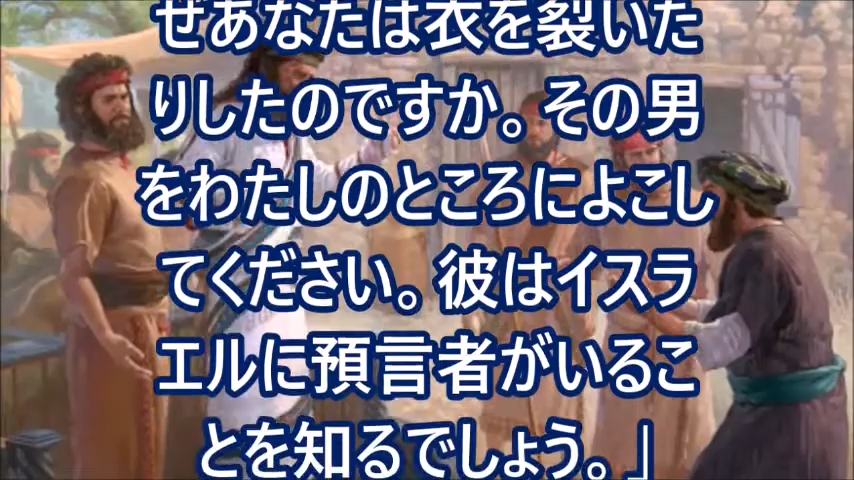 ぜあなたは衣を裂いた
りしたのですか。その男
をわたしのところによこし
てください。彼はイスラ
エルに預言者がいるこ
とを知るでしょう。」